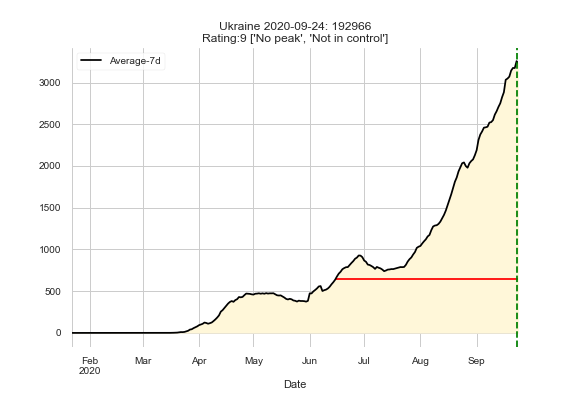 Ukraine 2020-09-24: 192966
Rating:9 ['No peak', 'Not in control']
Average-7d
3000
2500
2000
1500
1000
500
0
Feb Mar Apr May Jun Jul Aug Sep
2020
Date